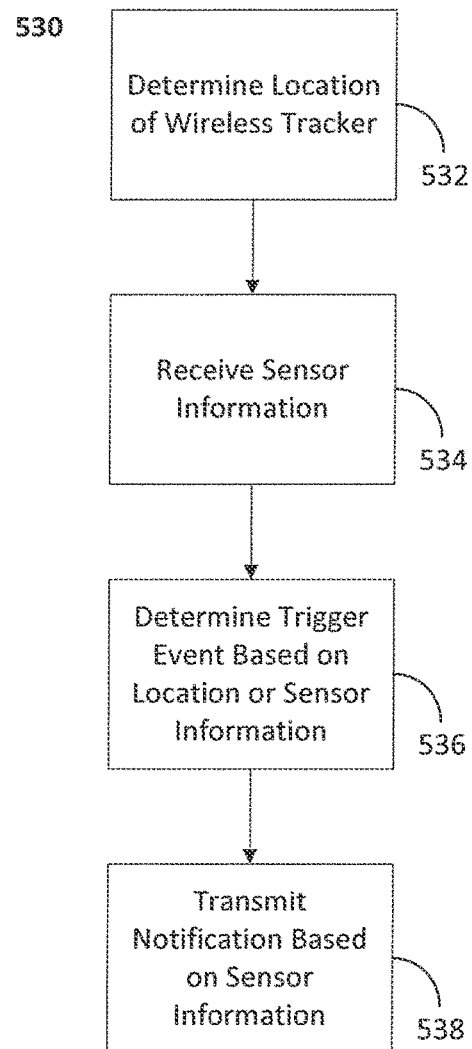 530
Determine Location
of Wireless Tracker
532
Receive Sensor
Information
534
Determine Trigger
Event Based on
Location or Sensor
Information
536
Transmit
Notification Based
on Sensor
Information
538